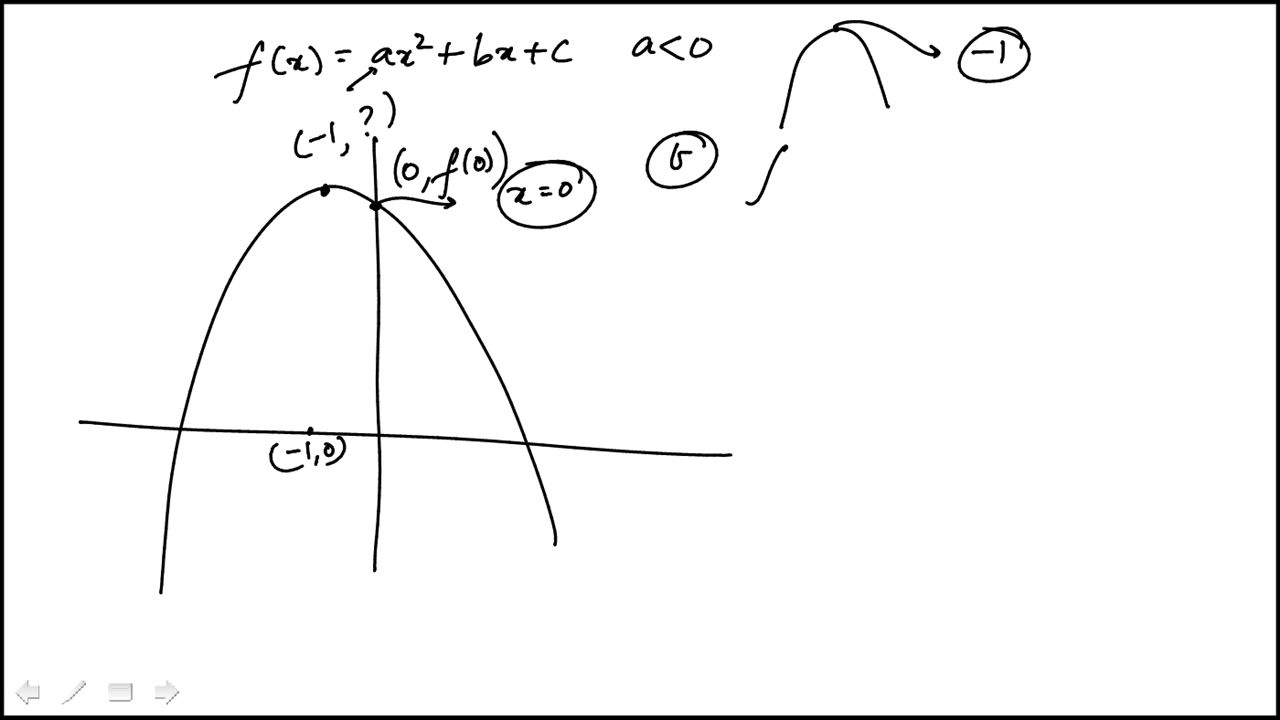 f(x) = ax² + bx + c a<0 -1
(-1, ?)
(0, f(0)) x=0
(-1,0)